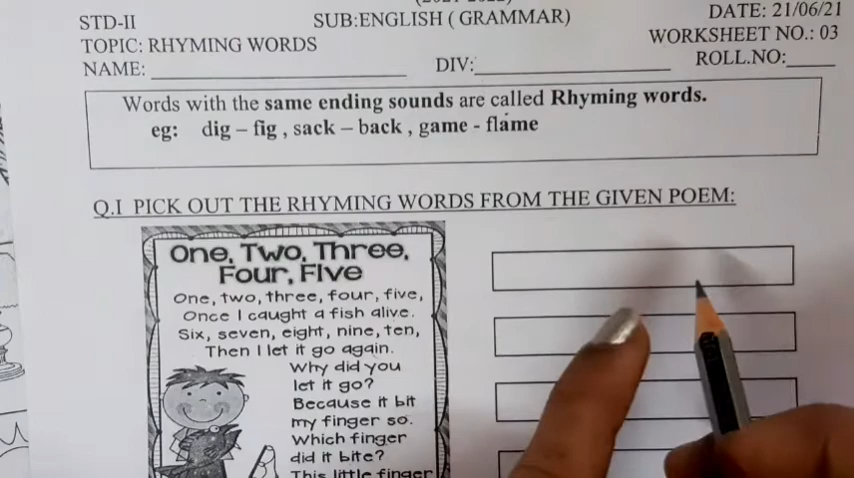 STD-II
SUB:ENGLISH ( GRAMMAR)
DATE: 21/06/21
TOPIC: RHYMING WORDS
WORKSHEET NO.: 03
NAME:
DIV:
ROLL.NO:
Words with the same ending sounds are called Rhyming words.
eg: dig – fig , sack – back , game - flame
Q.I PICK OUT THE RHYMING WORDS FROM THE GIVEN POEM:
One, Two, Three,
Four, Five
One, two, three, four, five,
Once I caught a fish alive.
Six, seven, eight, nine, ten,
Then I let it go again.
Why did you
let it go?
Because it bit
my finger so.
Which finger
did it bite?
This little finger